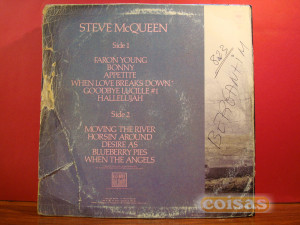 STEVE McQUEEN
Side 1
FARON YOUNG
BONNY
APPETITE
WHEN LOVE BREAKS DOWN
GOODBYE LUCILLE #1
HALLELUJAH
Side 2
MOVING THE RIVER
HORSIN' AROUND
DESIRE AS
BLUEBERRY PIES
WHEN THE ANGELS
coisas